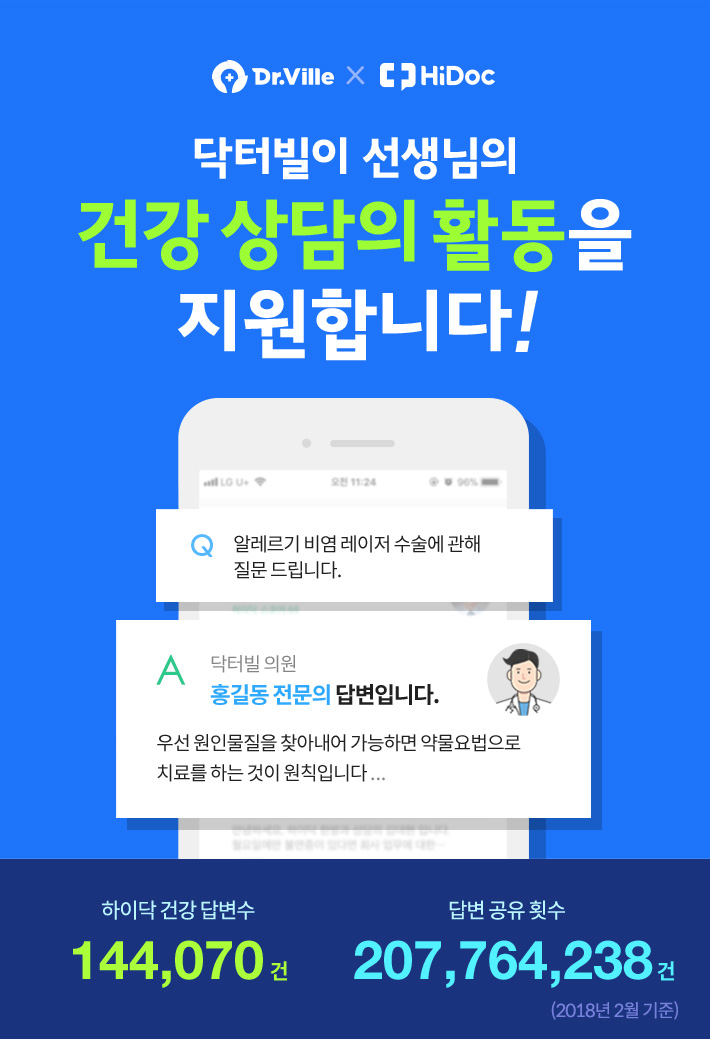 Dr.Ville × HiDoc
닥터빌이 선생님의
건강 상담의 활동을
지원합니다!
LG U+ 오전 11:24 96%
Q 알레르기 비염 레이저 수술에 관해
질문 드립니다.
A 닥터빌 의원
홍길동 전문의 답변입니다.
우선 원인물질을 찾아내어 가능하면 약물요법으로
치료를 하는 것이 원칙입니다 ...
하이닥 건강 답변수 답변 공유 횟수
144,070 건 207,764,238 건
(2018년 2월 기준)